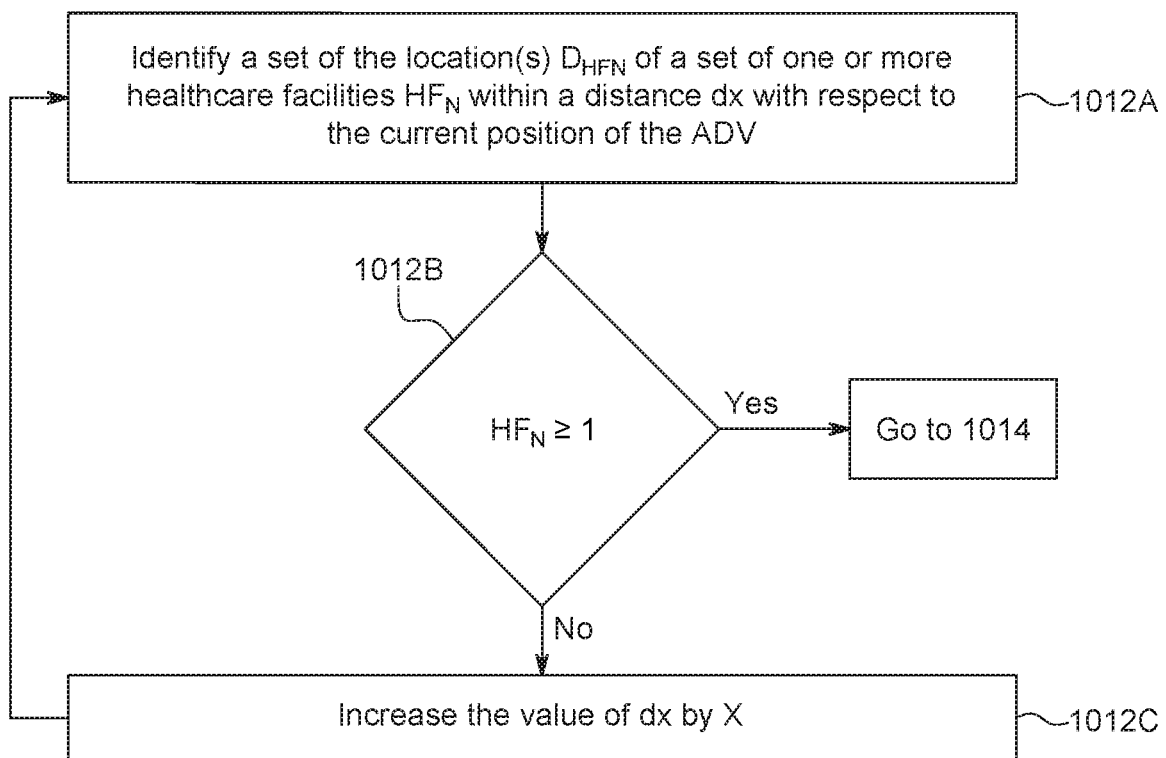 Identify a set of the location(s) D_HFN of a set of one or more
healthcare facilities HF_N within a distance dx with respect to
the current position of the ADV
1012A
1012B
HF_N ≥ 1
Yes
Go to 1014
No
Increase the value of dx by X
1012C